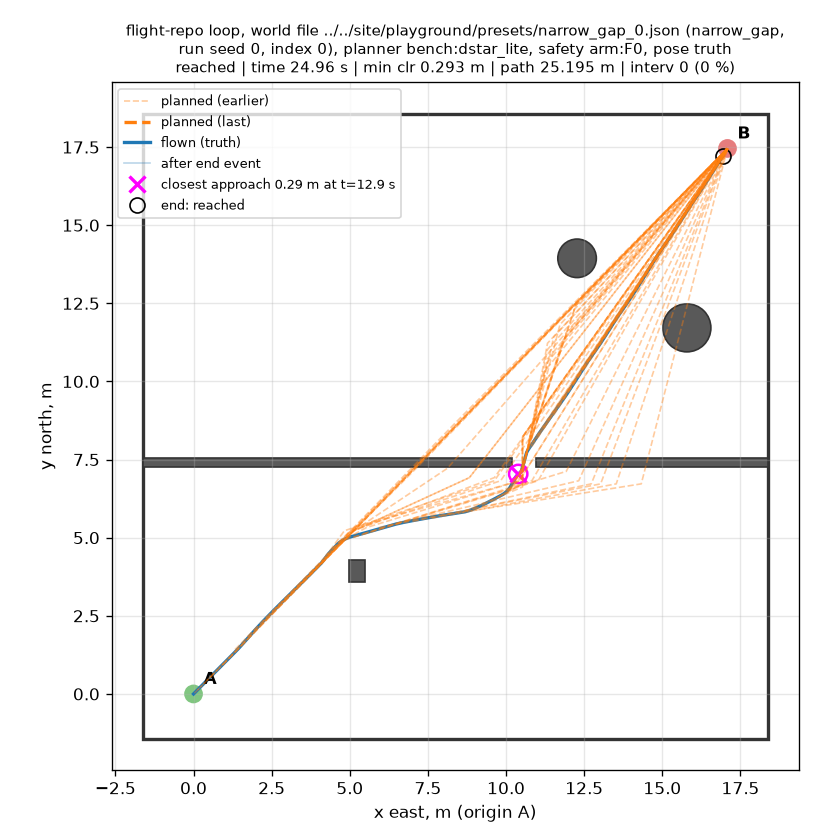 flight-repo loop, world file ../../site/playground/presets/narrow_gap_0.json (narrow_gap,
run seed 0, index 0), planner bench:dstar_lite, safety arm:F0, pose truth
reached | time 24.96 s | min clr 0.293 m | path 25.195 m | interv 0 (0 %)
planned (earlier)
planned (last)
flown (truth)
after end event
closest approach 0.29 m at t=12.9 s
end: reached
B
A
17.5
15.0
12.5
10.0
7.5
5.0
2.5
0.0
y north, m
−2.5
0.0
2.5
5.0
7.5
10.0
12.5
15.0
17.5
x east, m (origin A)